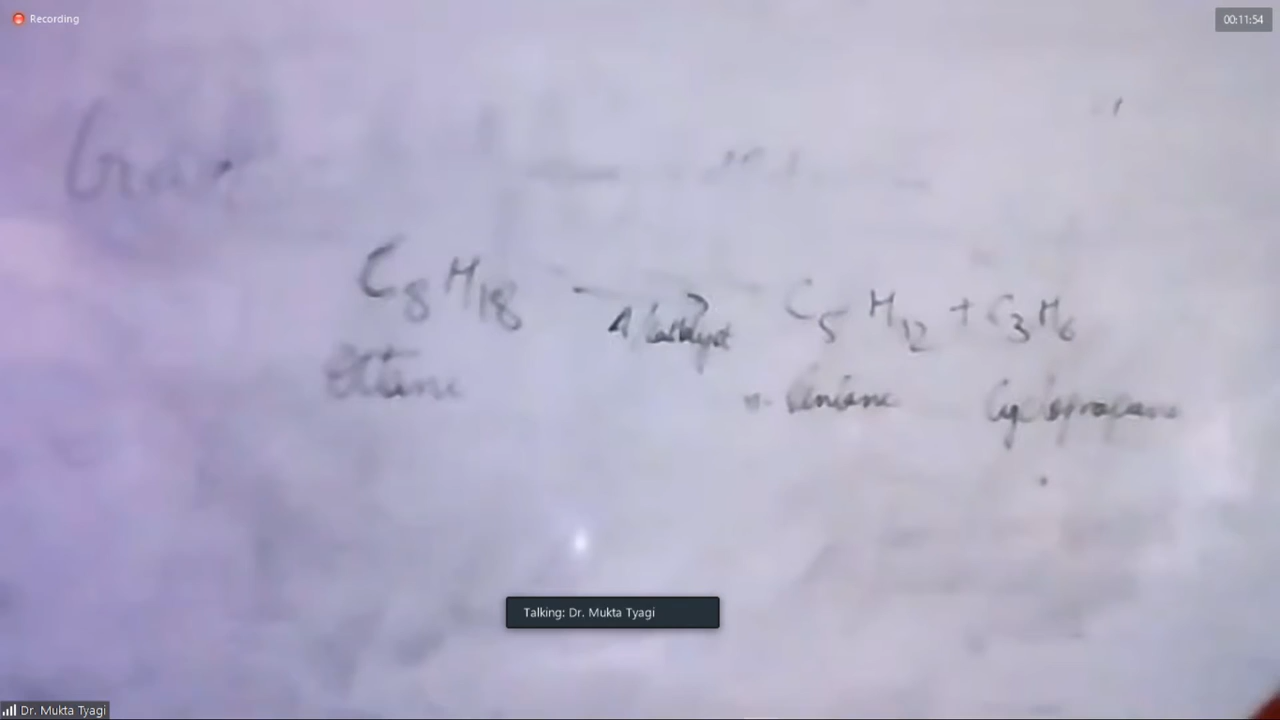 Recording
00:11:54
C8H18 → C5H12 + C3H6
Δ Catalyst
Octane n-Pentane Cyclopropane
Talking: Dr. Mukta Tyagi
Dr. Mukta Tyagi